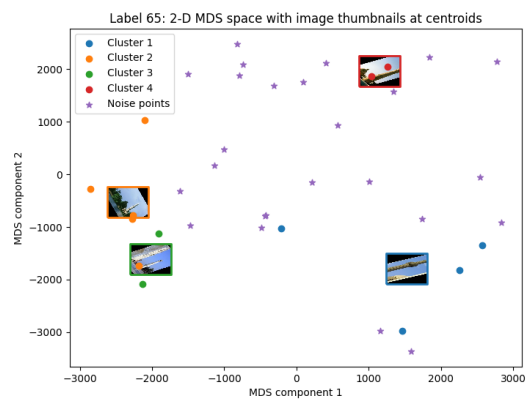 Label 65: 2-D MDS space with image thumbnails at centroids
Cluster 1
Cluster 2
Cluster 3
Cluster 4
Noise points
MDS component 2
2000
1000
0
−1000
−2000
−3000
−3000 −2000 −1000 0 1000 2000 3000
MDS component 1